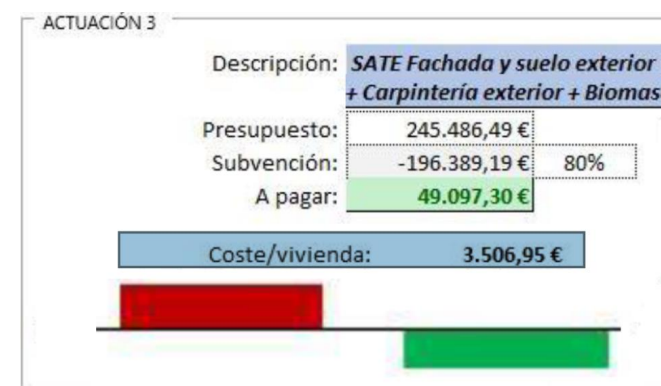 ACTUACIÓN 3
Descripción: SATE Fachada y suelo exterior
+ Carpintería exterior + Biomas
Presupuesto: 245.486,49 €
Subvención: -196.389,19 € 80%
A pagar: 49.097,30 €
Coste/vivienda: 3.506,95 €